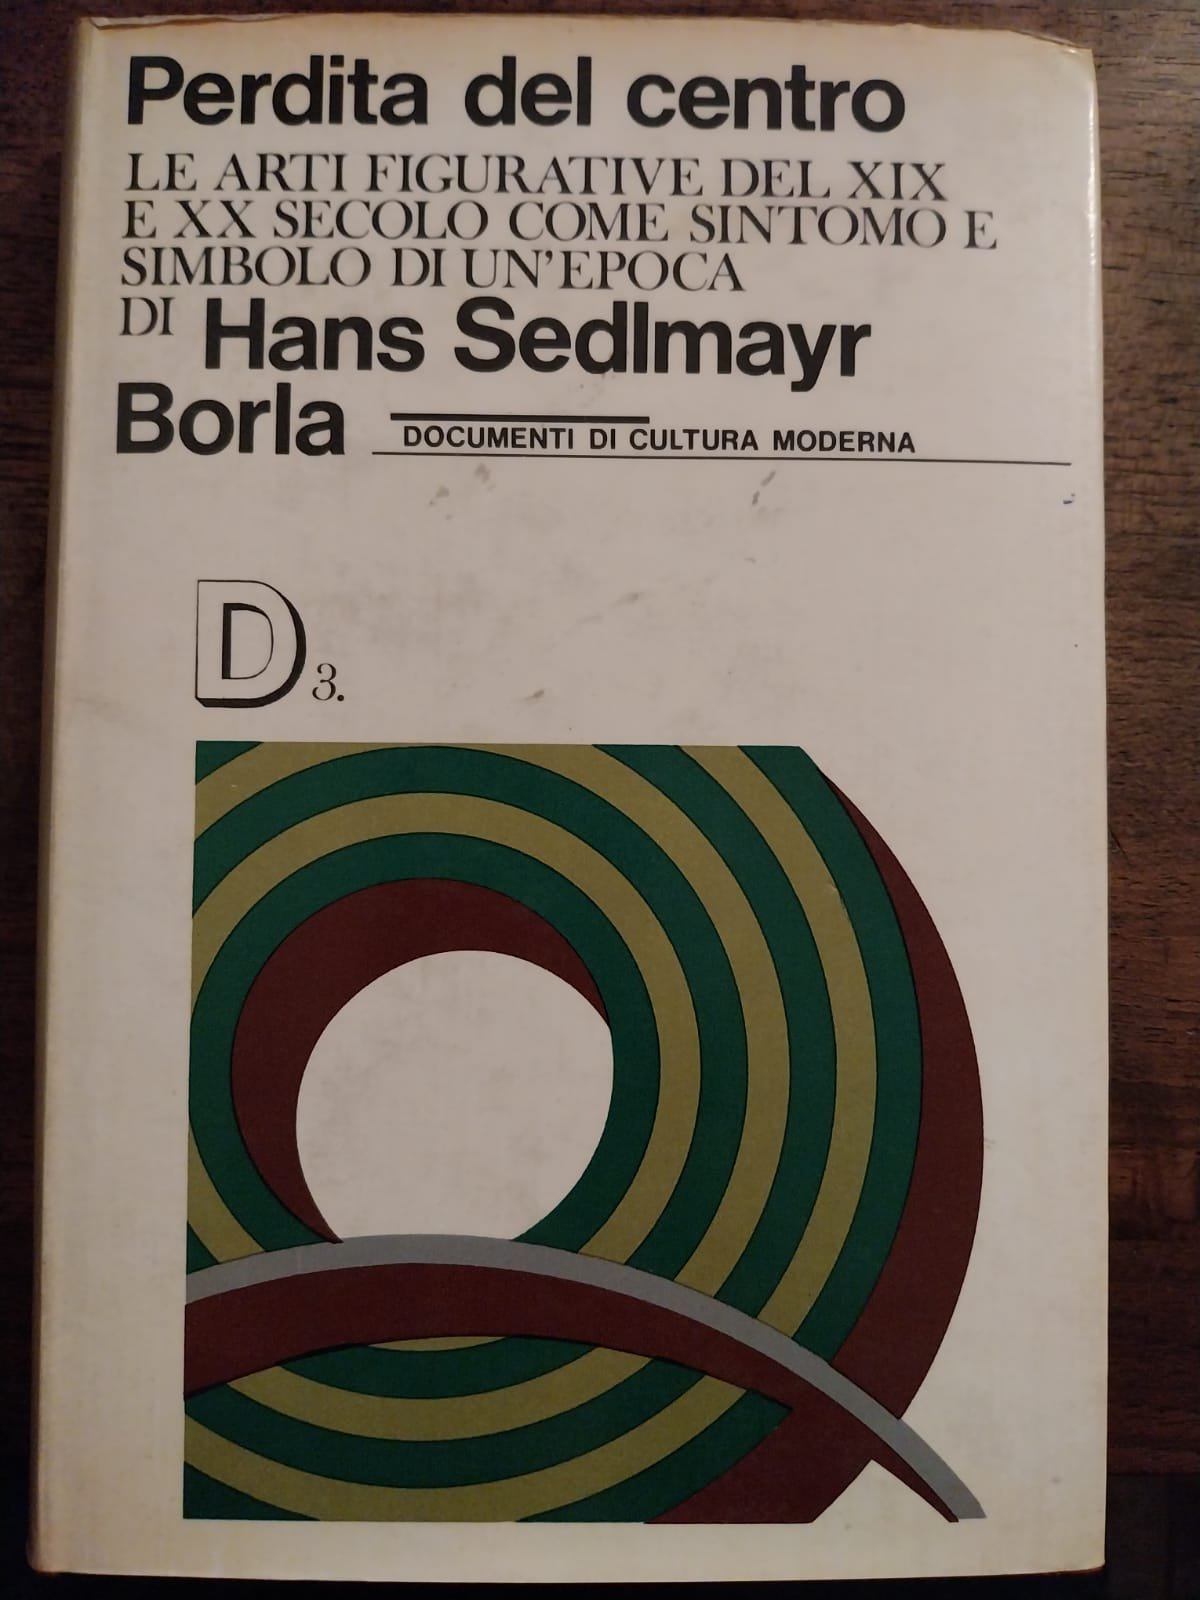 Perdita del centro
LE ARTI FIGURATIVE DEL XIX
E XX SECOLO COME SINTOMO E
SIMBOLO DI UN'EPOCA
DI Hans Sedlmayr
Borla DOCUMENTI DI CULTURA MODERNA
D 3.